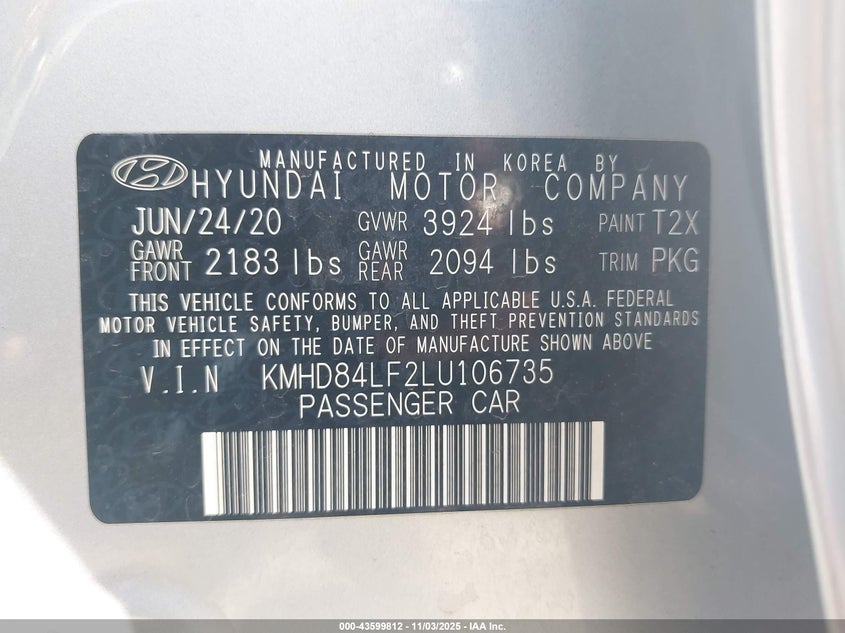 MANUFACTURED IN KOREA BY
HYUNDAI MOTOR COMPANY
JUN/24/20 GVWR 3924 lbs PAINT T2X
GAWR FRONT 2183 lbs GAWR REAR 2094 lbs TRIM PKG
THIS VEHICLE CONFORMS TO ALL APPLICABLE U.S.A. FEDERAL
MOTOR VEHICLE SAFETY, BUMPER, AND THEFT PREVENTION STANDARDS
IN EFFECT ON THE DATE OF MANUFACTURE SHOWN ABOVE
V.I.N KMHD84LF2LU106735
PASSENGER CAR
000-43599812 - 11/03/2025 - IAA Inc.